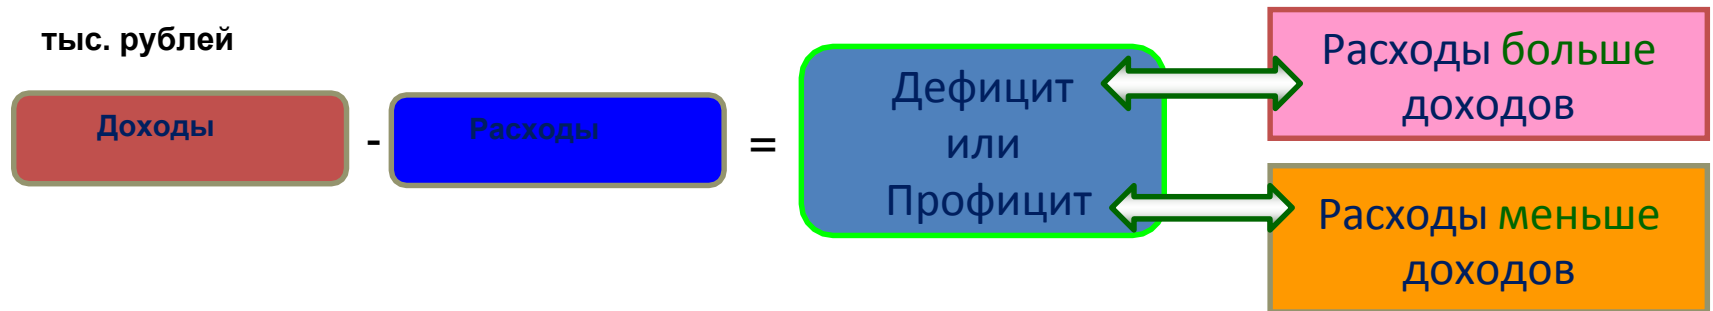 тыс. рублей
Доходы
-
Расходы
=
Дефицит
или
Профицит
Расходы больше
доходов
Расходы меньше
доходов